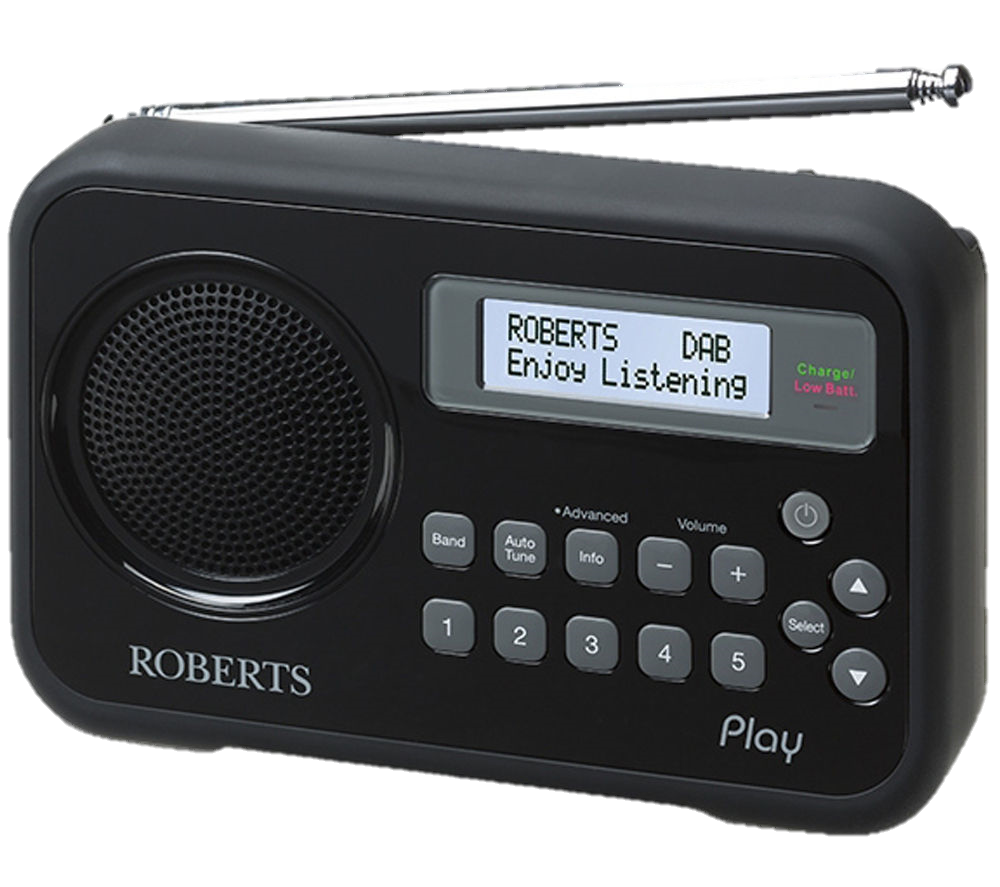 ROBERTS DAB
Enjoy Listening
Charge/
Low Batt.
•Advanced
Volume
Band
Auto
Tune
Info
−
+
Select
1
2
3
4
5
ROBERTS
Play